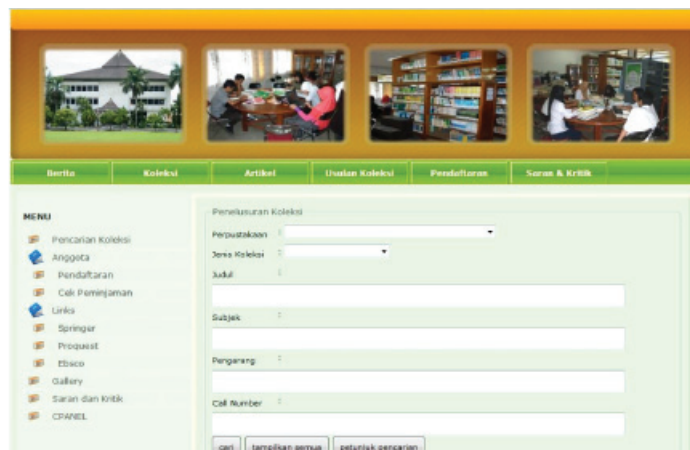 Berita Koleksi Artikel Usulan Koleksi Pendaftaran Saran & Kritik
MENU
Pencarian Koleksi
Anggota
Pendaftaran
Cek Peminjaman
Links
Springer
Proquest
Ebsco
Gallery
Saran dan Kritik
CPANEL
Penelusuran Koleksi
Perpustakaan :
Jenis Koleksi :
Judul :
Subjek :
Pengarang :
Call Number :
cari tampilkan semua petunjuk pencarian